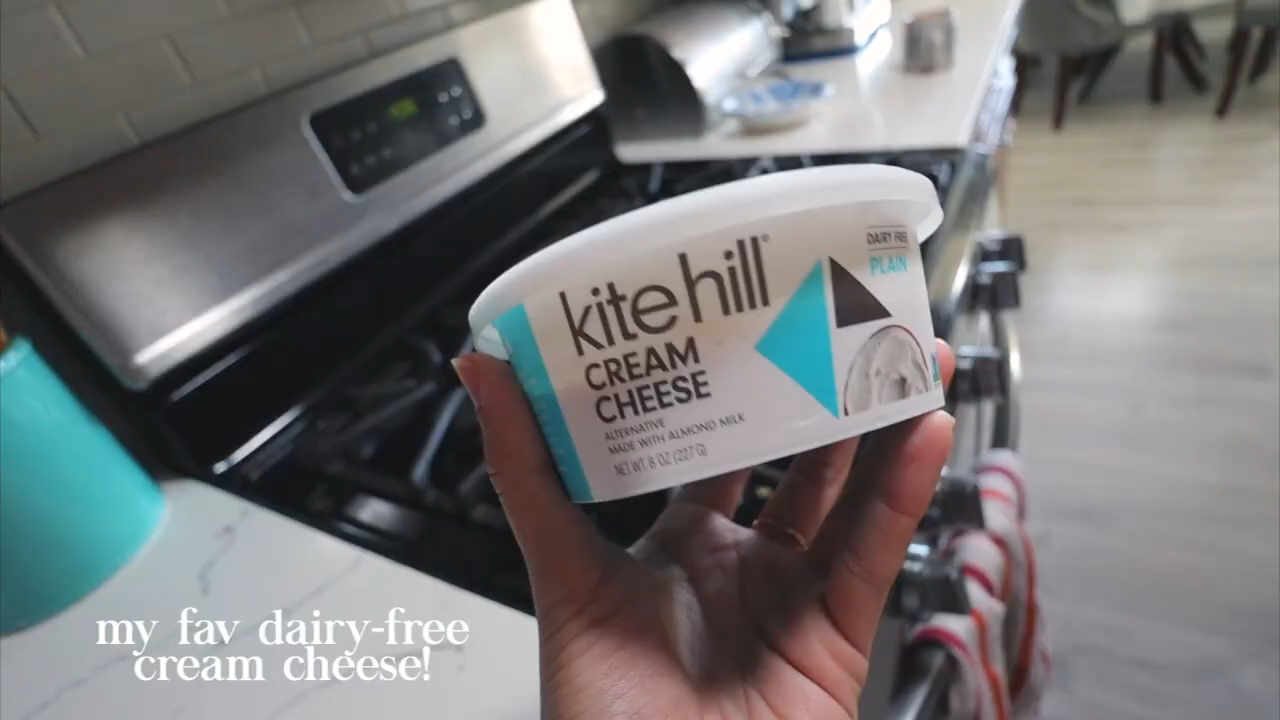 kite hill
CREAM
CHEESE
ALTERNATIVE
MADE WITH ALMOND MILK
NET WT. 8 OZ (227 G)
DAIRY FREE
PLAIN
my fav dairy-free
cream cheese!